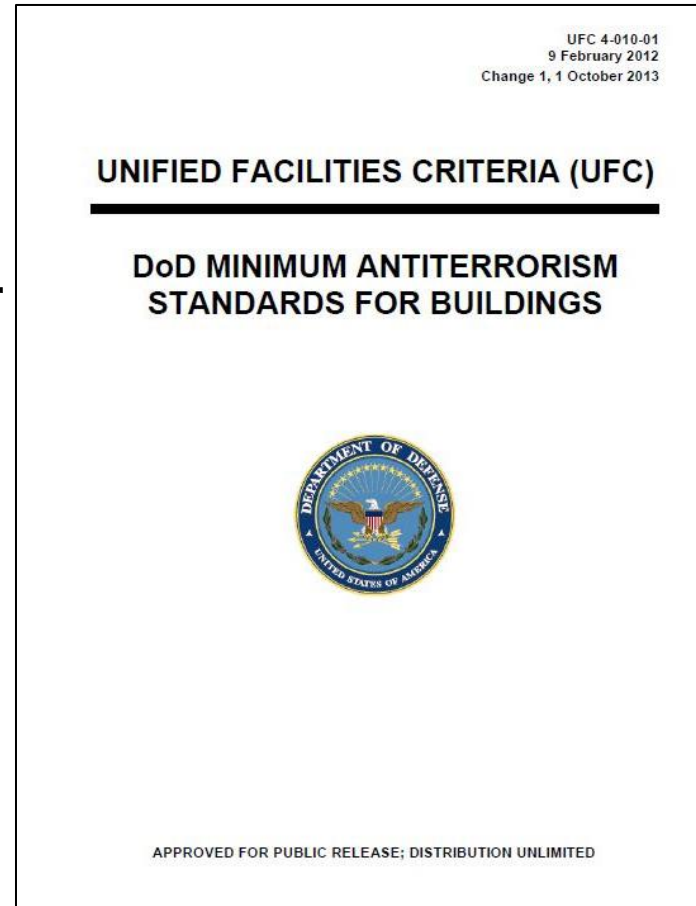 UFC 4-010-01
9 February 2012
Change 1, 1 October 2013
UNIFIED FACILITIES CRITERIA (UFC)
DoD MINIMUM ANTITERRORISM
STANDARDS FOR BUILDINGS
DEPARTMENT OF DEFENSE
UNITED STATES OF AMERICA
APPROVED FOR PUBLIC RELEASE; DISTRIBUTION UNLIMITED